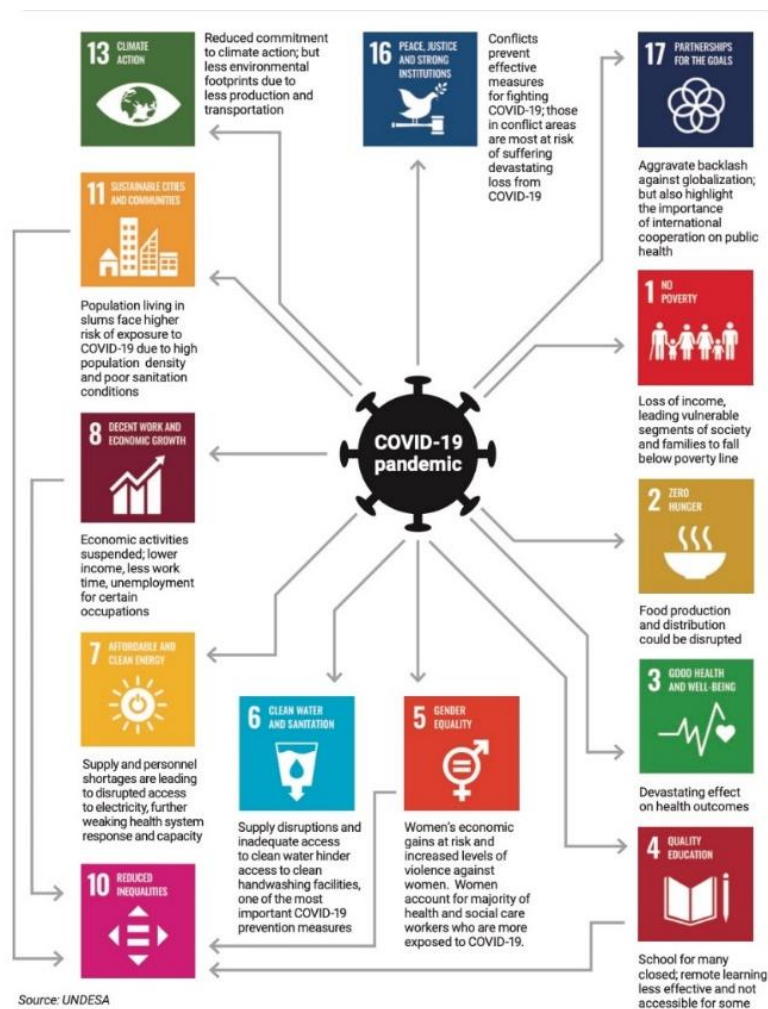 13 CLIMATE
ACTION
Reduced commitment
to climate action; but
less environmental
footprints due to
less production and
transportation
16 PEACE, JUSTICE
AND STRONG
INSTITUTIONS
Conflicts
prevent
effective
measures
for fighting
COVID-19; those
in conflict areas
are most at risk
of suffering
devastating
loss from
COVID-19
17 PARTNERSHIPS
FOR THE GOALS
Aggravate backlash
against globalization;
but also highlight
the importance
of international
cooperation on public
health
11 SUSTAINABLE CITIES
AND COMMUNITIES
Population living in
slums face higher
risk of exposure to
COVID-19 due to high
population density
and poor sanitation
conditions
1 NO
POVERTY
Loss of income,
leading vulnerable
segments of society
and families to fall
below poverty line
COVID-19
pandemic
8 DECENT WORK AND
ECONOMIC GROWTH
Economic activities
suspended; lower
income, less work
time, unemployment
for certain
occupations
2 ZERO
HUNGER
Food production
and distribution
could be disrupted
7 AFFORDABLE AND
CLEAN ENERGY
Supply and personnel
shortages are leading
to disrupted access
to electricity, further
weaking health system
response and capacity
6 CLEAN WATER
AND SANITATION
Supply disruptions and
inadequate access
to clean water hinder
access to clean
handwashing facilities,
one of the most
important COVID-19
prevention measures
5 GENDER
EQUALITY
Women's economic
gains at risk and
increased levels of
violence against
women. Women
account for majority of
health and social care
workers who are more
exposed to COVID-19.
3 GOOD HEALTH
AND WELL-BEING
Devastating effect
on health outcomes
4 QUALITY
EDUCATION
School for many
closed; remote learning
less effective and not
accessible for some
10 REDUCED
INEQUALITIES
Source: UNDESA